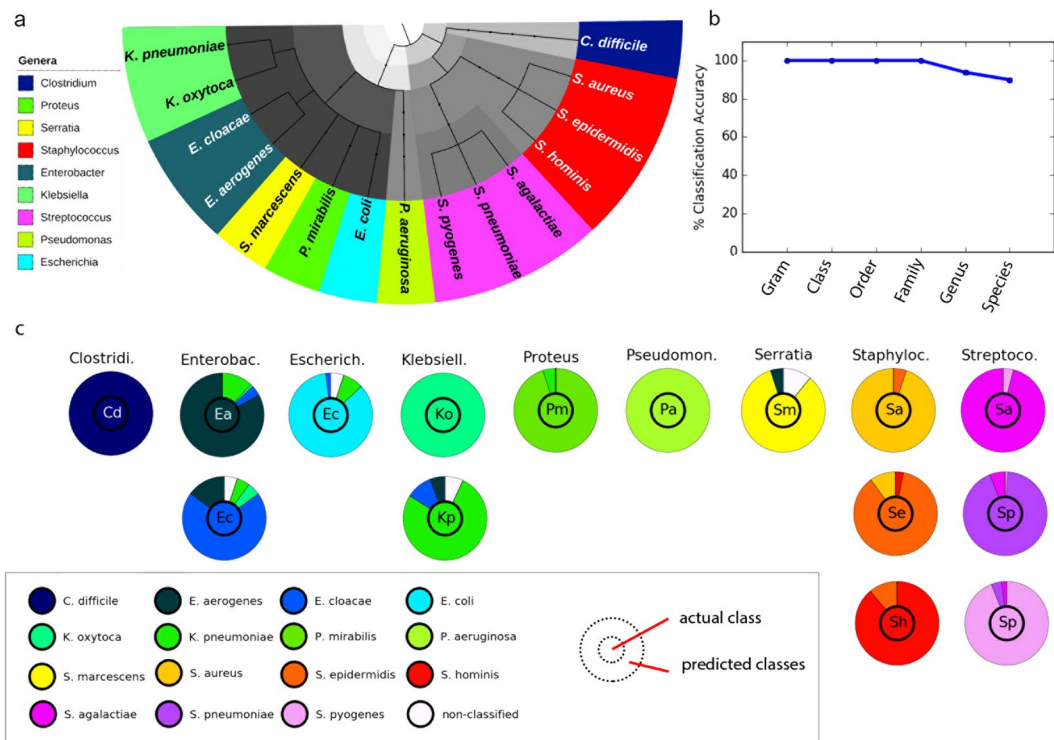 a
Genera
Clostridium
Proteus
Serratia
Staphylococcus
Enterobacter
Klebsiella
Streptococcus
Pseudomonas
Escherichia
K. pneumoniae
K. oxytoca
E. cloacae
E. aerogenes
S. marcescens
P. mirabilis
E. coli
P. aeruginosa
S. pyogenes
S. pneumoniae
S. agalactiae
S. hominis
S. epidermidis
S. aureus
C. difficile
b
% Classification Accuracy
100
80
60
40
20
0
Gram
Class
Order
Family
Genus
Species
c
Clostridi. Enterobac. Escherich. Klebsiell. Proteus Pseudomon. Serratia Staphyloc. Streptoco.
Cd Ea Ec Ko Pm Pa Sm Sa Sa
Ec Kp Se Sp
Sh Sp
C. difficile E. aerogenes E. cloacae E. coli
K. oxytoca K. pneumoniae P. mirabilis P. aeruginosa
S. marcescens S. aureus S. epidermidis S. hominis
S. agalactiae S. pneumoniae S. pyogenes non-classified
actual class
predicted classes